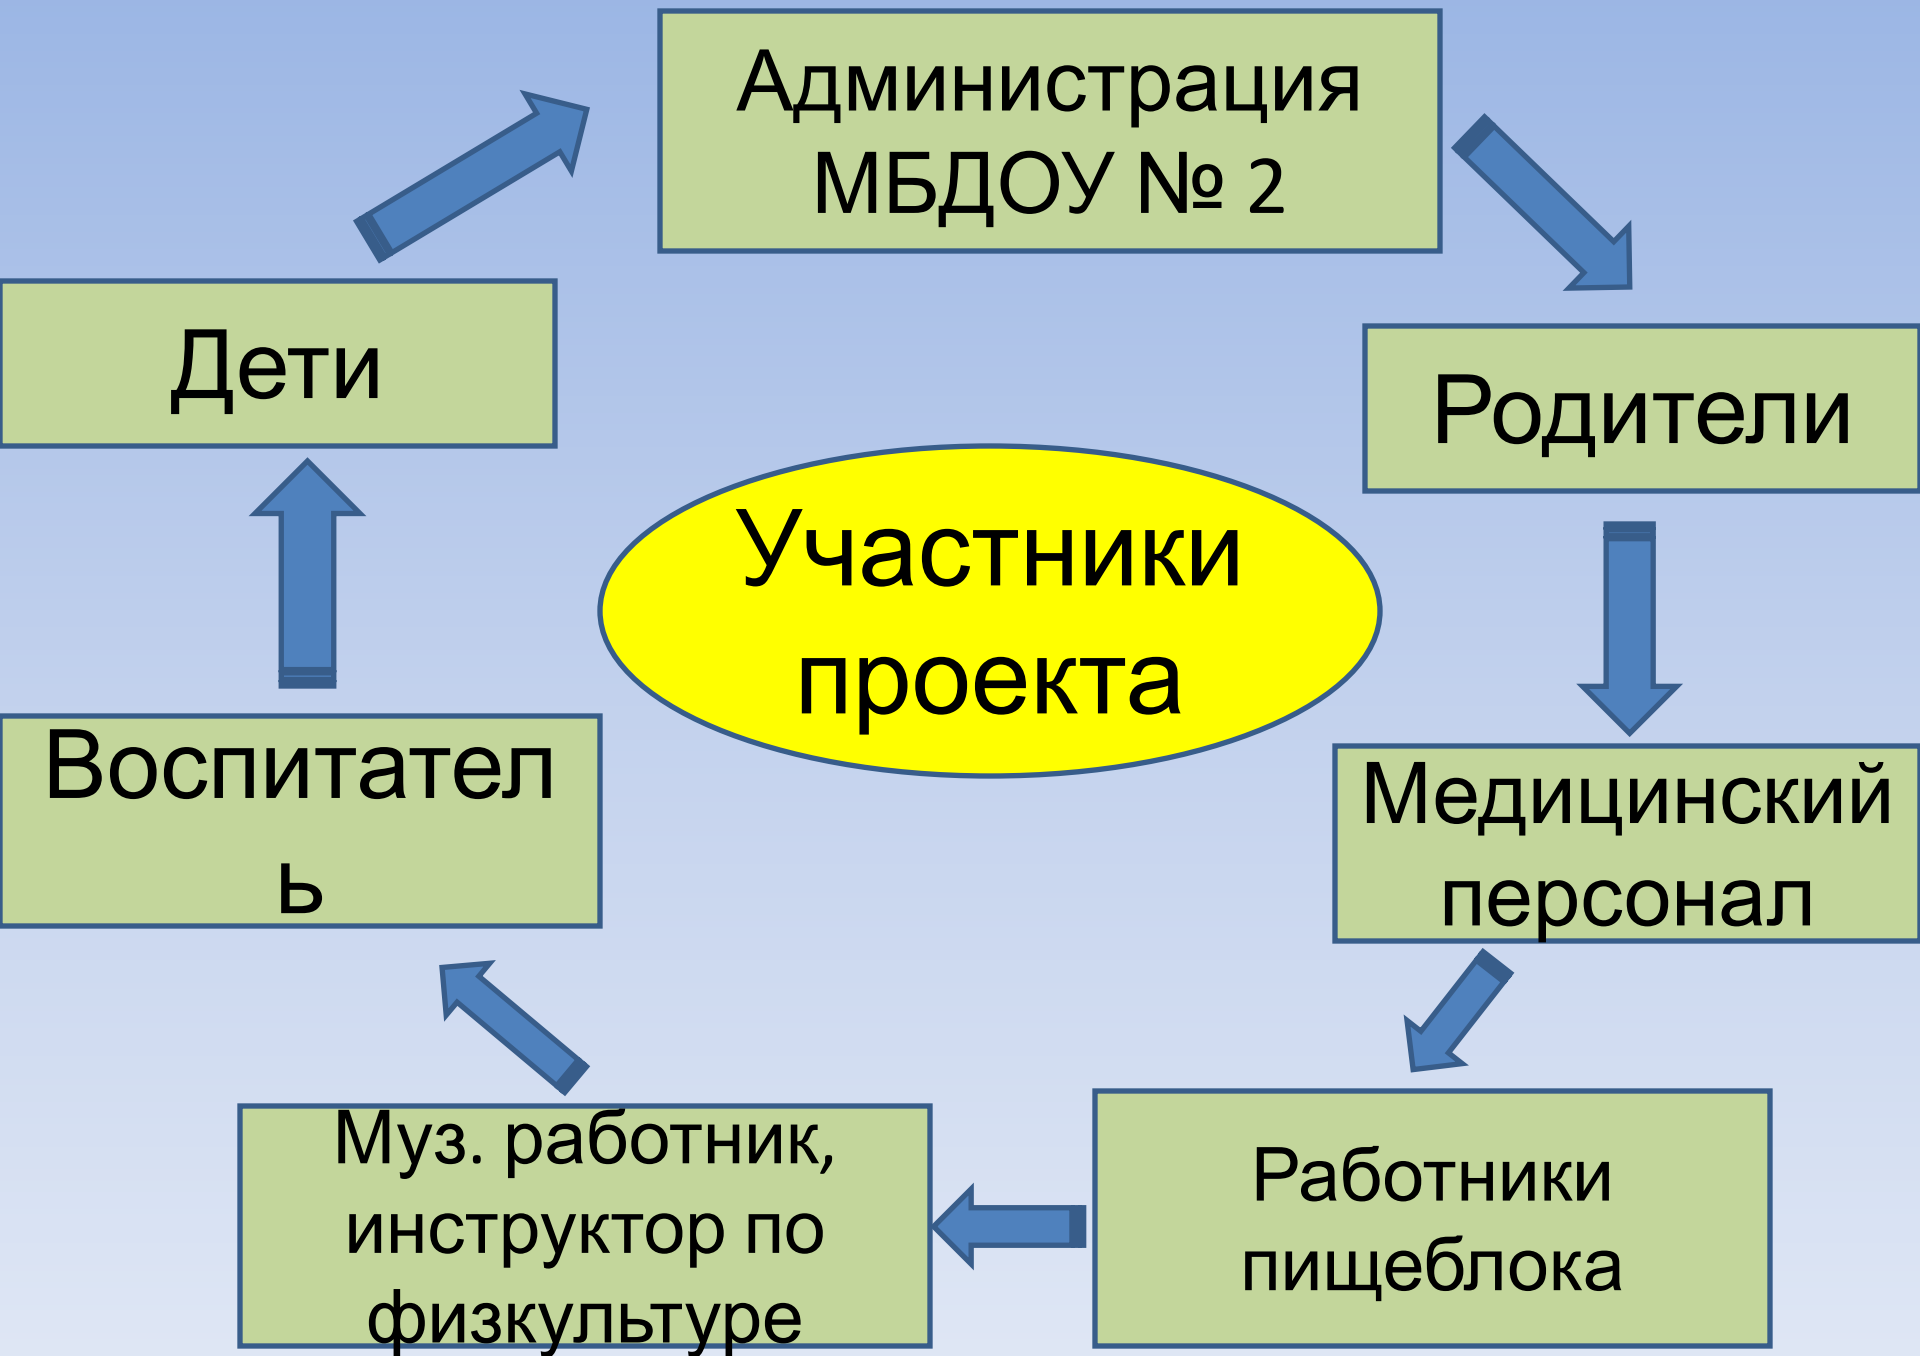 Администрация
МБДОУ № 2
Дети
Родители
Участники
проекта
Воспитател
ь
Медицинский
персонал
Муз. работник,
инструктор по
физкультуре
Работники
пищеблока